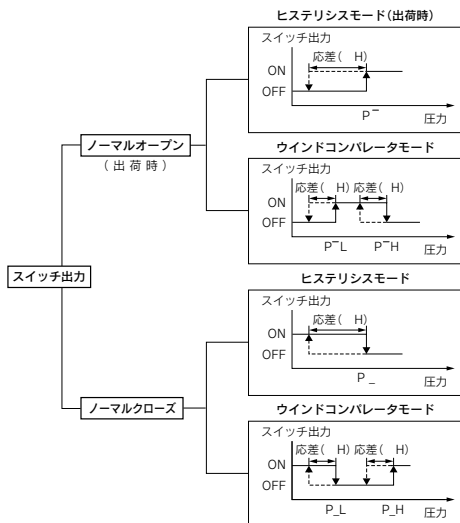 ヒステリシスモード(出荷時)
スイッチ出力
応差( H)
ON
OFF
P¯
圧力
ノーマルオープン
(出荷時)
ウインドコンパレータモード
スイッチ出力
応差( H) 応差( H)
ON
OFF
P¯L P¯H
圧力
スイッチ出力
ヒステリシスモード
スイッチ出力
応差( H)
ON
OFF
P_
圧力
ノーマルクローズ
ウインドコンパレータモード
スイッチ出力
応差( H) 応差( H)
ON
OFF
P_L P_H
圧力